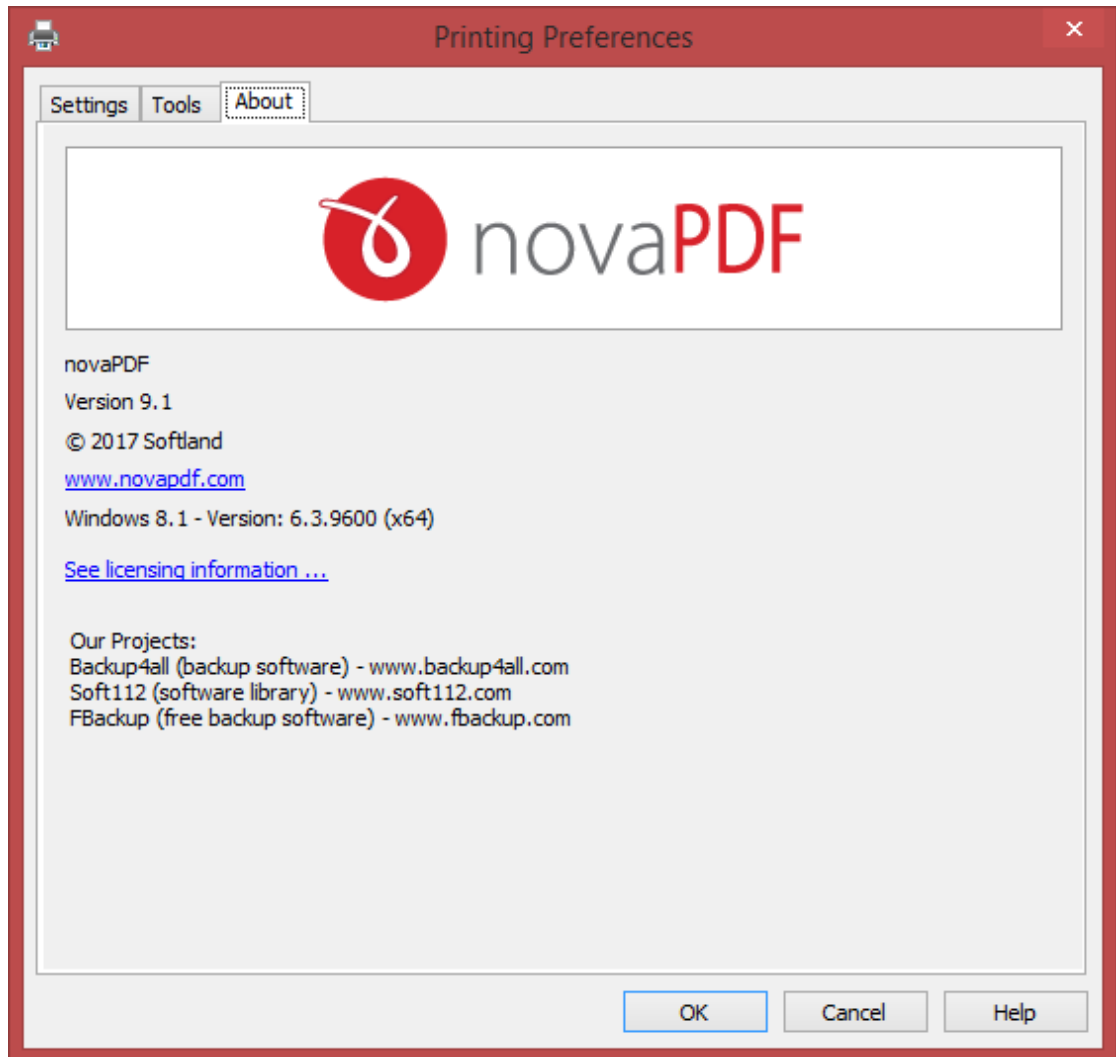 Printing Preferences
Settings Tools About
novaPDF
novaPDF
Version 9.1
© 2017 Softland
www.novapdf.com
Windows 8.1 - Version: 6.3.9600 (x64)
See licensing information ...
Our Projects:
Backup4all (backup software) - www.backup4all.com
Soft112 (software library) - www.soft112.com
FBackup (free backup software) - www.fbackup.com
OK Cancel Help